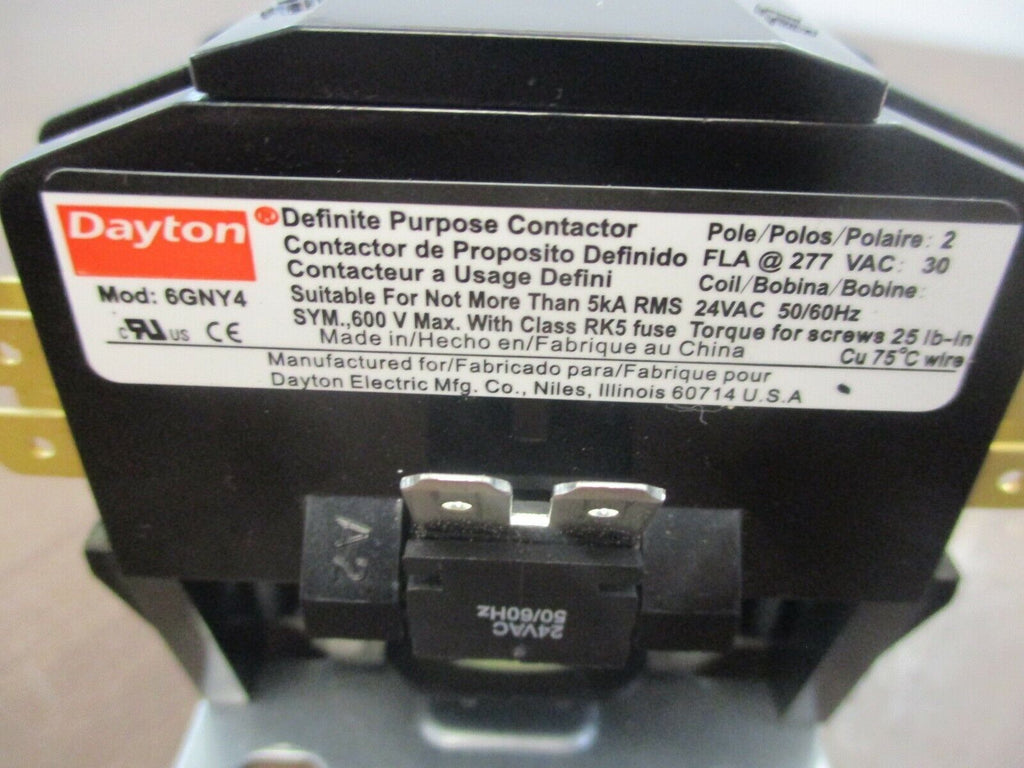 Dayton®
Mod: 6GNY4
c RU US CE
Definite Purpose Contactor
Contactor de Proposito Definido
Contacteur a Usage Defini
Suitable For Not More Than 5kA RMS
SYM.,600 V Max. With Class RK5 fuse
Pole/Polos/Polaire: 2
FLA @ 277 VAC: 30
Coil/Bobina/Bobine:
24VAC 50/60Hz
Torque for screws 25 lb-in
Cu 75°C wire
Made in/Hecho en/Fabrique au China
Manufactured for/Fabricado para/Fabrique pour
Dayton Electric Mfg. Co., Niles, Illinois 60714 U.S.A
A2
24VAC
50/60Hz